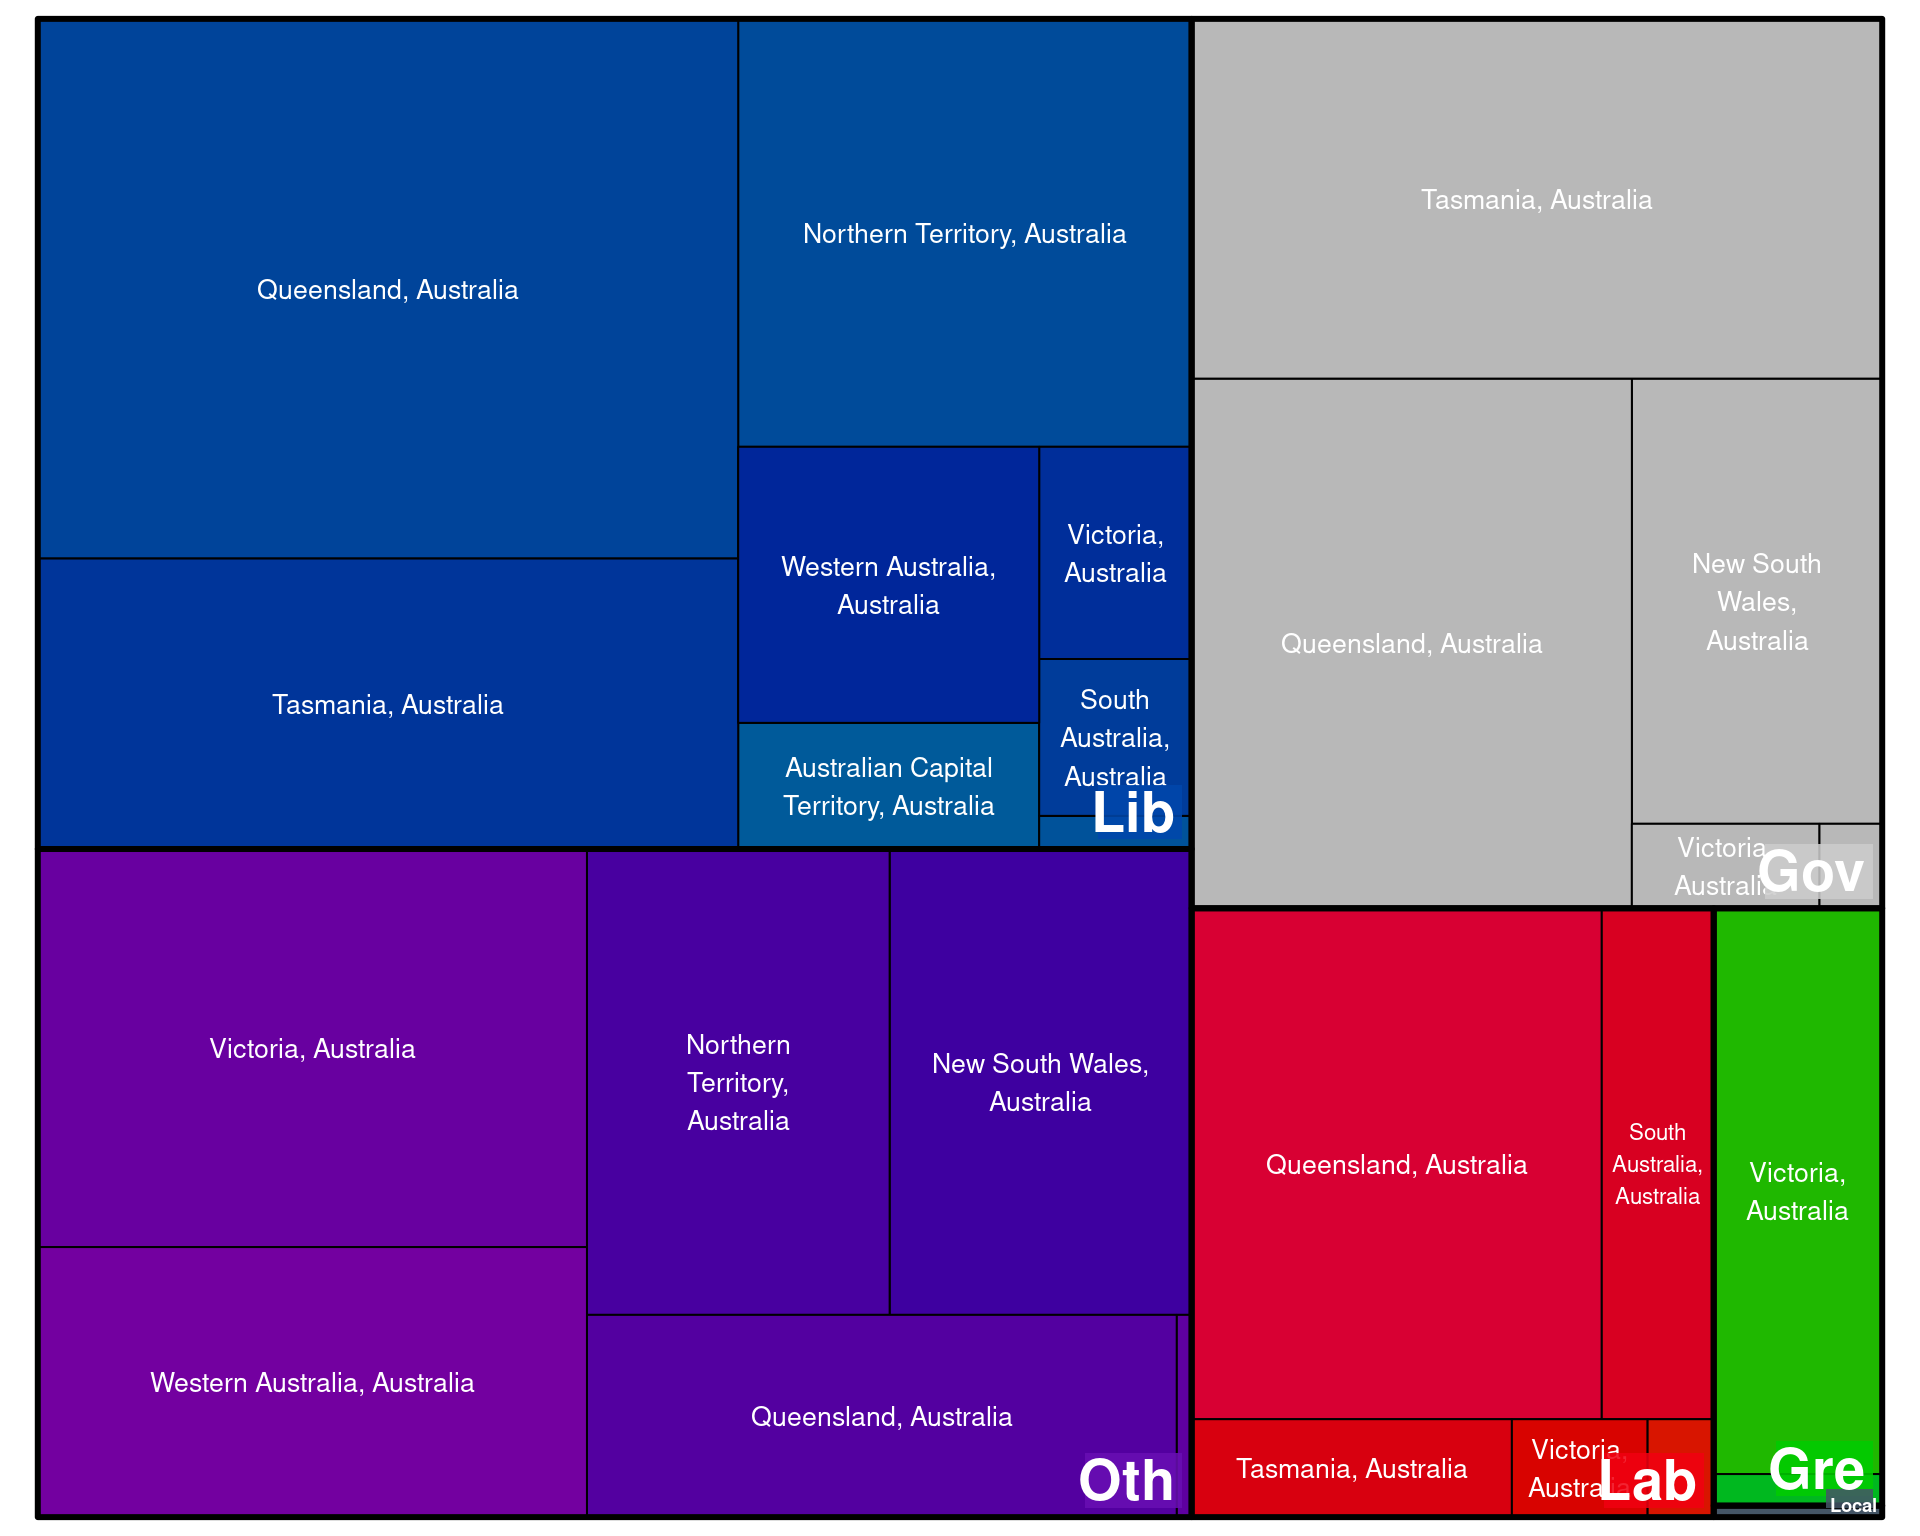 Queensland, Australia
Northern Territory, Australia
Tasmania, Australia
Western Australia,
Australia
Victoria,
Australia
South
Australia,
Australia
Australian Capital
Territory, Australia
Lib
Tasmania, Australia
Queensland, Australia
New South
Wales,
Australia
Victoria
Australia
Gov
Victoria, Australia
Northern
Territory,
Australia
New South Wales,
Australia
Western Australia, Australia
Queensland, Australia
Oth
Queensland, Australia
South
Australia,
Australia
Tasmania, Australia
Victoria,
Australia
Lab
Victoria,
Australia
Gre
Local